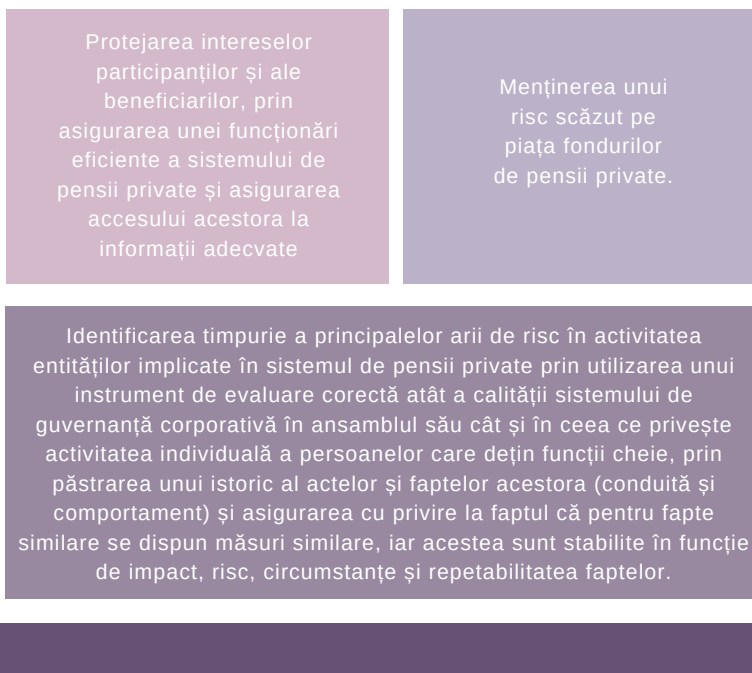 Protejarea intereselor
participanților și ale
beneficiarilor, prin
asigurarea unei funcționări
eficiente a sistemului de
pensii private și asigurarea
accesului acestora la
informații adecvate
Menținerea unui
risc scăzut pe
piața fondurilor
de pensii private.
Identificarea timpurie a principalelor arii de risc în activitatea
entităților implicate în sistemul de pensii private prin utilizarea unui
instrument de evaluare corectă atât a calității sistemului de
guvernanță corporativă în ansamblul său cât și în ceea ce privește
activitatea individuală a persoanelor care dețin funcții cheie, prin
păstrarea unui istoric al actelor și faptelor acestora (conduită și
comportament) și asigurarea cu privire la faptul că pentru fapte
similare se dispun măsuri similare, iar acestea sunt stabilite în funcție
de impact, risc, circumstanțe și repetabilitatea faptelor.